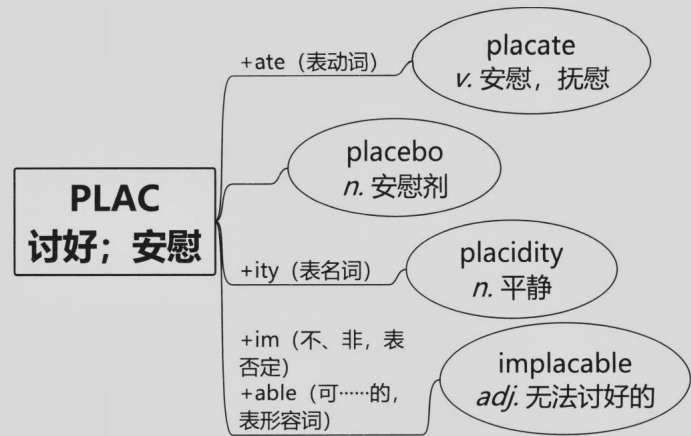 PLAC
讨好；安慰
+ate（表动词）
placate
v. 安慰，抚慰
placebo
n. 安慰剂
+ity（表名词）
placidity
n. 平静
+im（不、非，表
否定）
+able（可……的，
表形容词）
implacable
adj. 无法讨好的